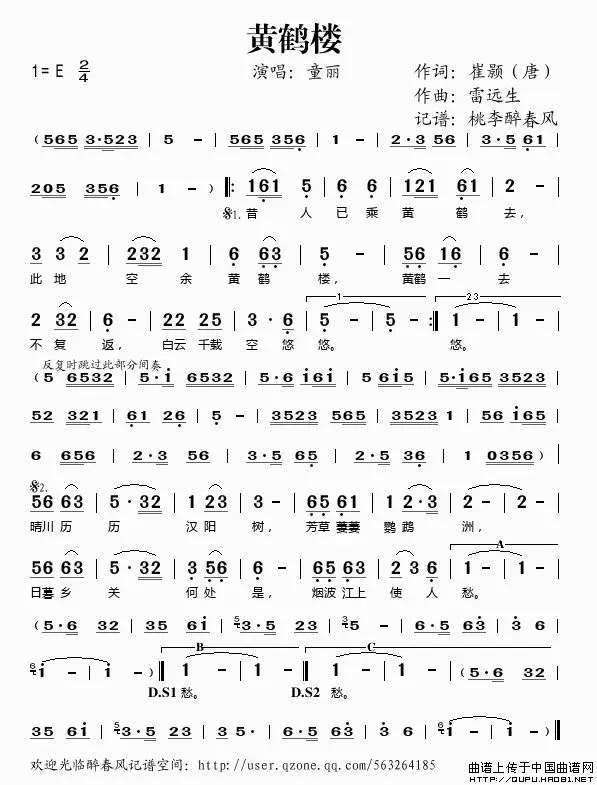 黄鹤楼
1=E 2/4
演唱：童丽
作词：崔颢（唐）
作曲：雷远生
记谱：桃李醉春风
（565 3·523 | 5 - | 565 356 | 1 - | 2·3 56 | 3·5 61 |
205 356 | 1 - ）‖: 161 5 | 6 6 | 121 61 | 2 - |
𝄋1. 昔 人 已 乘 黄 鹤 去，
3 3 2 | 232 1 | 6 63 | 5 - | 56 16 | 6 - |
此 地 空 余 黄 鹤 楼， 黄鹤 一 去
1 23
2 32 | 6 - | 22 25 | 3·6 | 5 - | 5 - :‖ 1 - | 1 - |
不 复 返， 白云 千载 空 悠 悠。 悠。
反复时跳过此部分间奏
（5 6532 | 5·i 6532 | 5·6 i6i | 5 6i5 | 5·i65 3523 |
52 321 | 61 26 | 5 - | 3523 565 | 3523 1 | 56 i65 |
6 656 | 2·3 56 | 3·5 65 | 2·5 36 | 1 0356 ）|
𝄋2.
56 63 | 5·32 | 1 23 | 3 - | 65 61 | 1 2·3 | 2 - | 2 - |
晴川 历 历 汉 阳 树， 芳草 萋萋 鹦 鹉 洲，
A
56 63 | 5·32 | 3 56 | 6 - | 65 63 | 2 3 6 | 1 - | 1 - |
日暮 乡 关 何 处 是， 烟波 江上 使 人 愁。
（5·6 32 | 35 6i | 3·5 23 | 5 - | 6·5 63 | 3 6 |
B C
i - | i - ）‖ 1 - | 1 - ‖ 1 - | 1 - | （5·6 32 |
D.S1 愁。 D.S2 愁。
35 6i | 3·5 23 | 3·5 | 6·5 6i | 2 6 | i - | i - ）‖
欢迎光临醉春风记谱空间：http://user.qzone.qq.com/563264185
曲谱上传于中国曲谱网
HTTP://QUPU.HAO81.NET